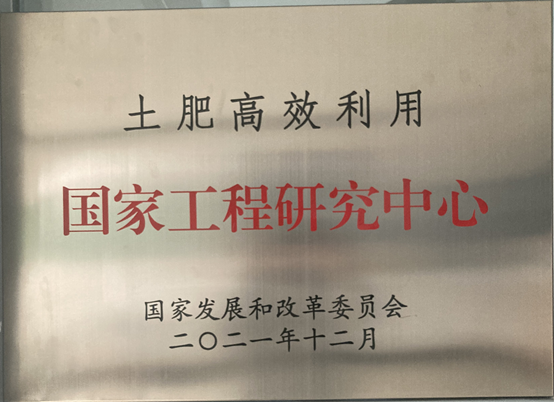 土肥高效利用
国家工程研究中心
国家发展和改革委员会
二〇二一年十二月